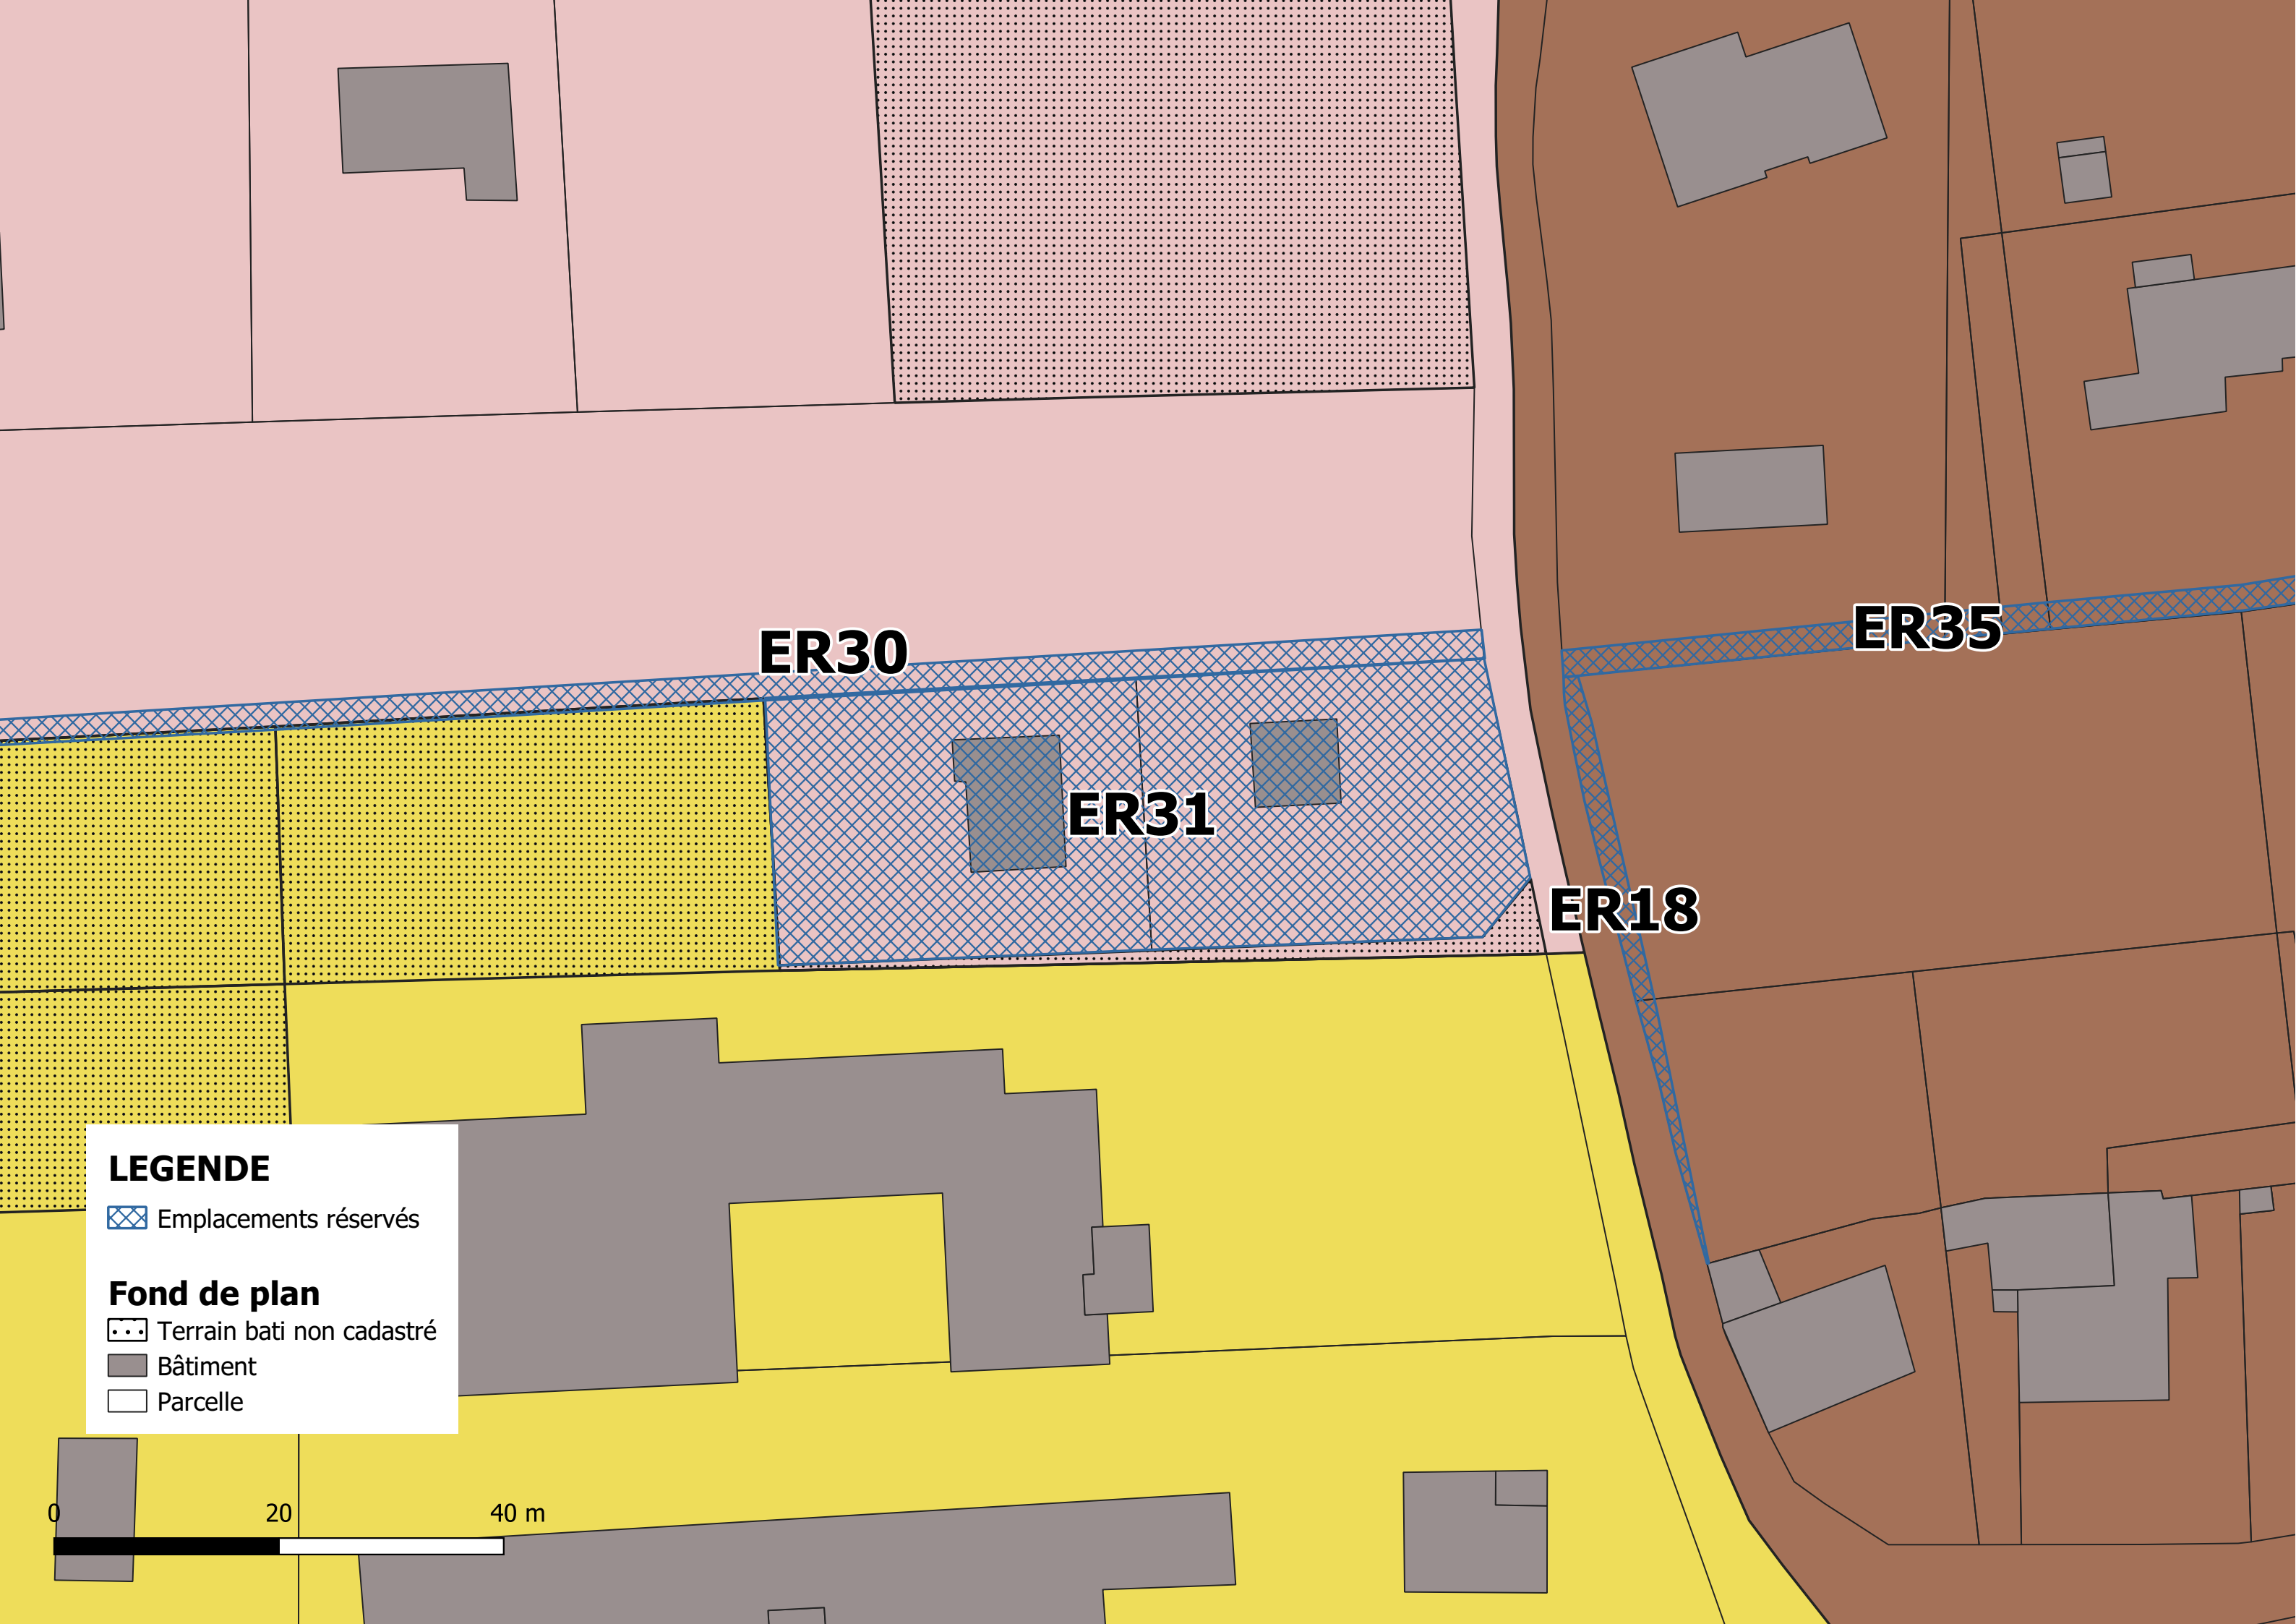 ER30
ER35
ER31
ER18
LEGENDE
Emplacements réservés
Fond de plan
Terrain bati non cadastré
Bâtiment
Parcelle
0 20 40 m